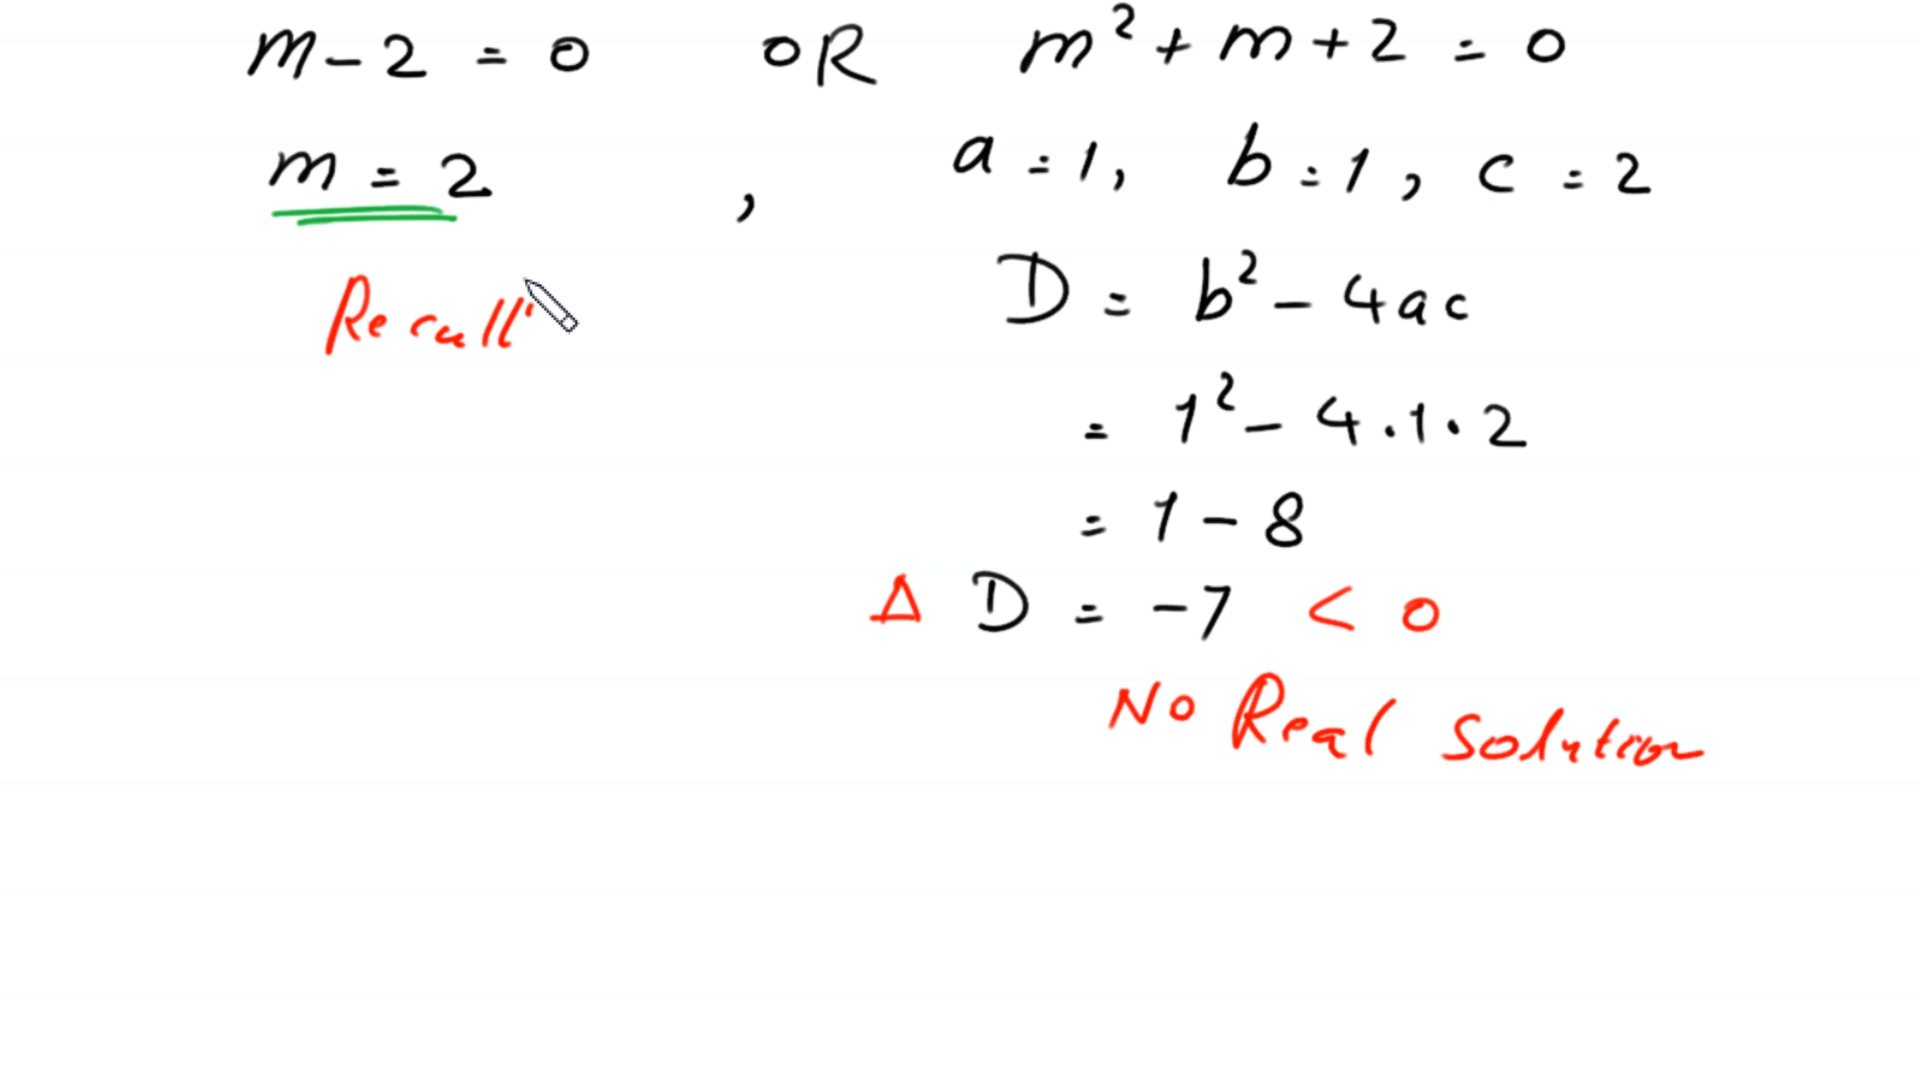 m - 2 = 0 OR m² + m + 2 = 0
m = 2 , a = 1, b = 1, c = 2
Recall D = b² - 4ac
= 1² - 4 · 1 · 2
= 1 - 8
Δ D = -7 < 0
No Real Solution